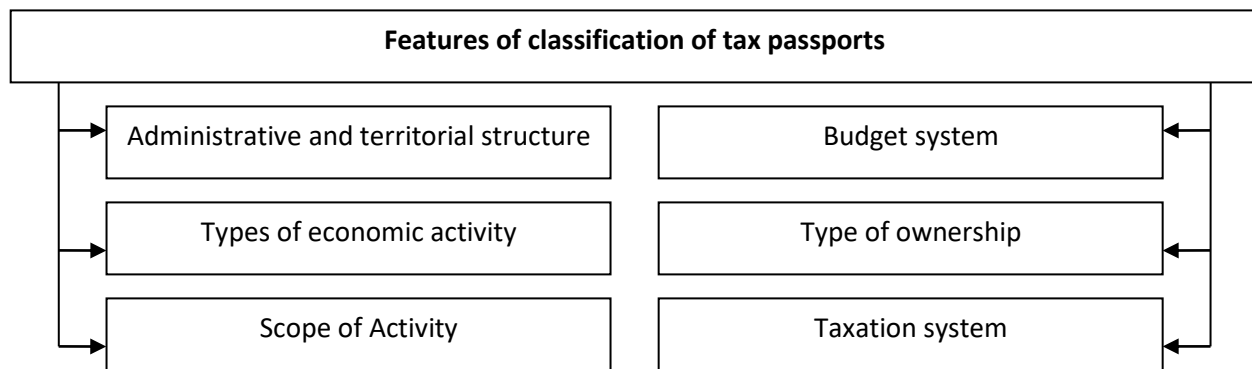 Features of classification of tax passports
Administrative and territorial structure
Budget system
Types of economic activity
Type of ownership
Scope of Activity
Taxation system